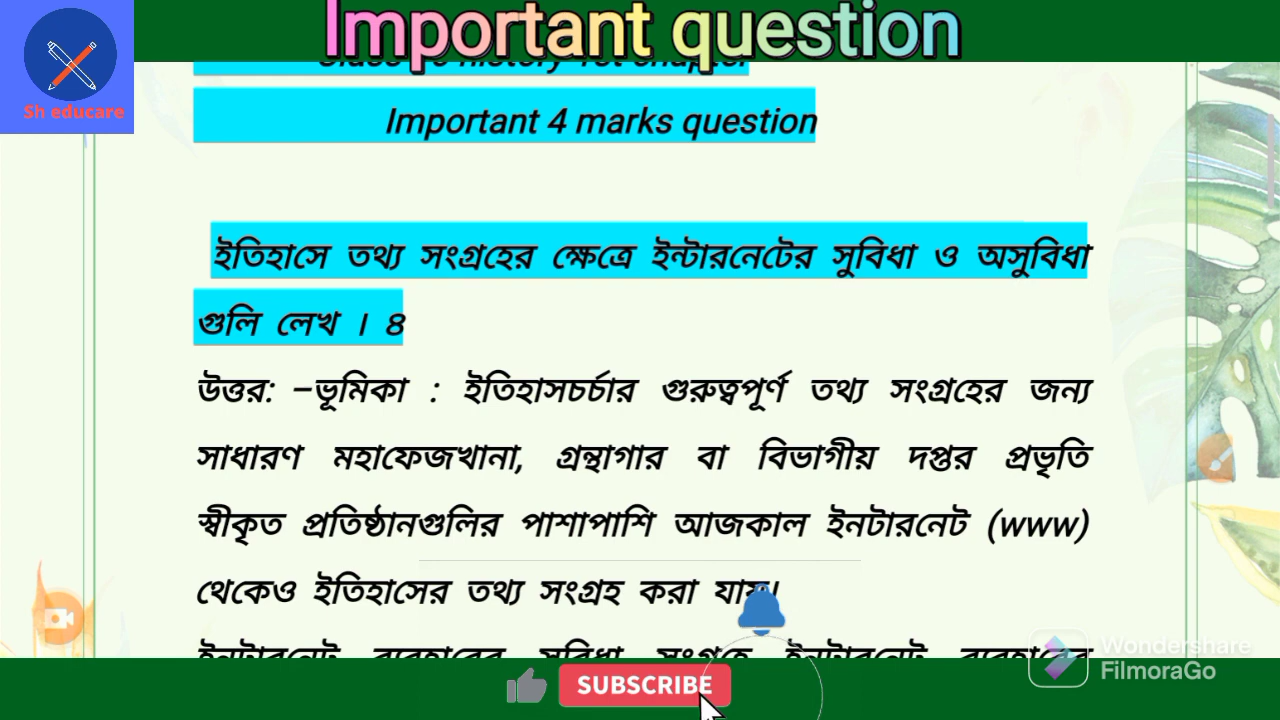 Important question
Sh educare
Important 4 marks question
ইতিহাসে তথ্য সংগ্রহের ক্ষেত্রে ইন্টারনেটের সুবিধা ও অসুবিধা
গুলি লেখ । ৪
উত্তর: –ভূমিকা : ইতিহাসচর্চার গুরুত্বপূর্ণ তথ্য সংগ্রহের জন্য
সাধারণ মহাফেজখানা, গ্রন্থাগার বা বিভাগীয় দপ্তর প্রভৃতি
স্বীকৃত প্রতিষ্ঠানগুলির পাশাপাশি আজকাল ইনটারনেট (www)
থেকেও ইতিহাসের তথ্য সংগ্রহ করা যায়।
Wondershare
FilmoraGo
SUBSCRIBE